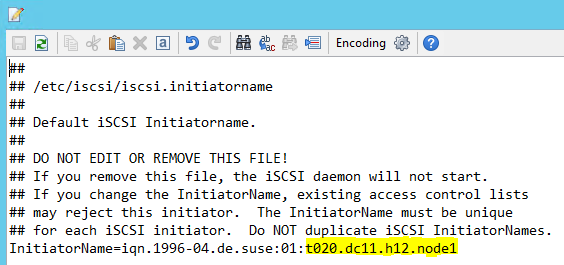 Encoding
##
## /etc/iscsi/iscsi.initiatorname
##
## Default iSCSI Initiatorname.
##
## DO NOT EDIT OR REMOVE THIS FILE!
## If you remove this file, the iSCSI daemon will not start.
## If you change the InitiatorName, existing access control lists
## may reject this initiator.  The InitiatorName must be unique
## for each iSCSI initiator.  Do NOT duplicate iSCSI InitiatorNames.
InitiatorName=iqn.1996-04.de.suse:01:t020.dc11.h12.node1